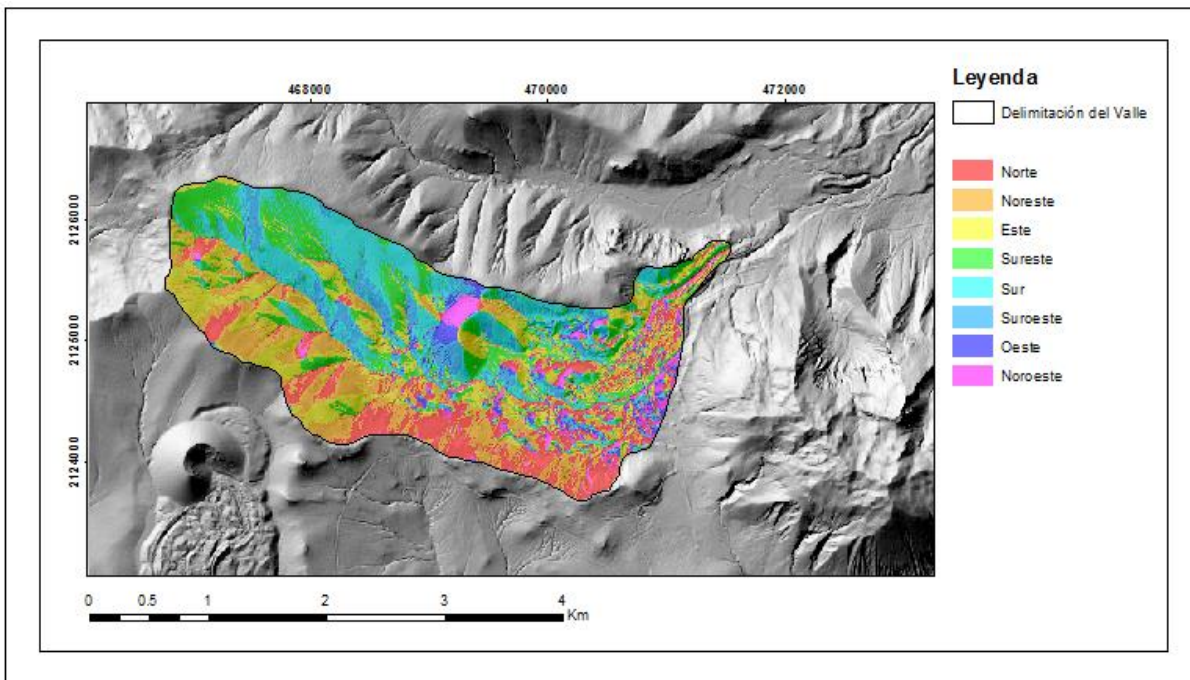 468000 470000 472000
2126000
2125000
2124000
Leyenda
Delimitación del Valle
Norte
Noreste
Este
Sureste
Sur
Suroeste
Oeste
Noroeste
0 0.5 1 2 3 4
Km